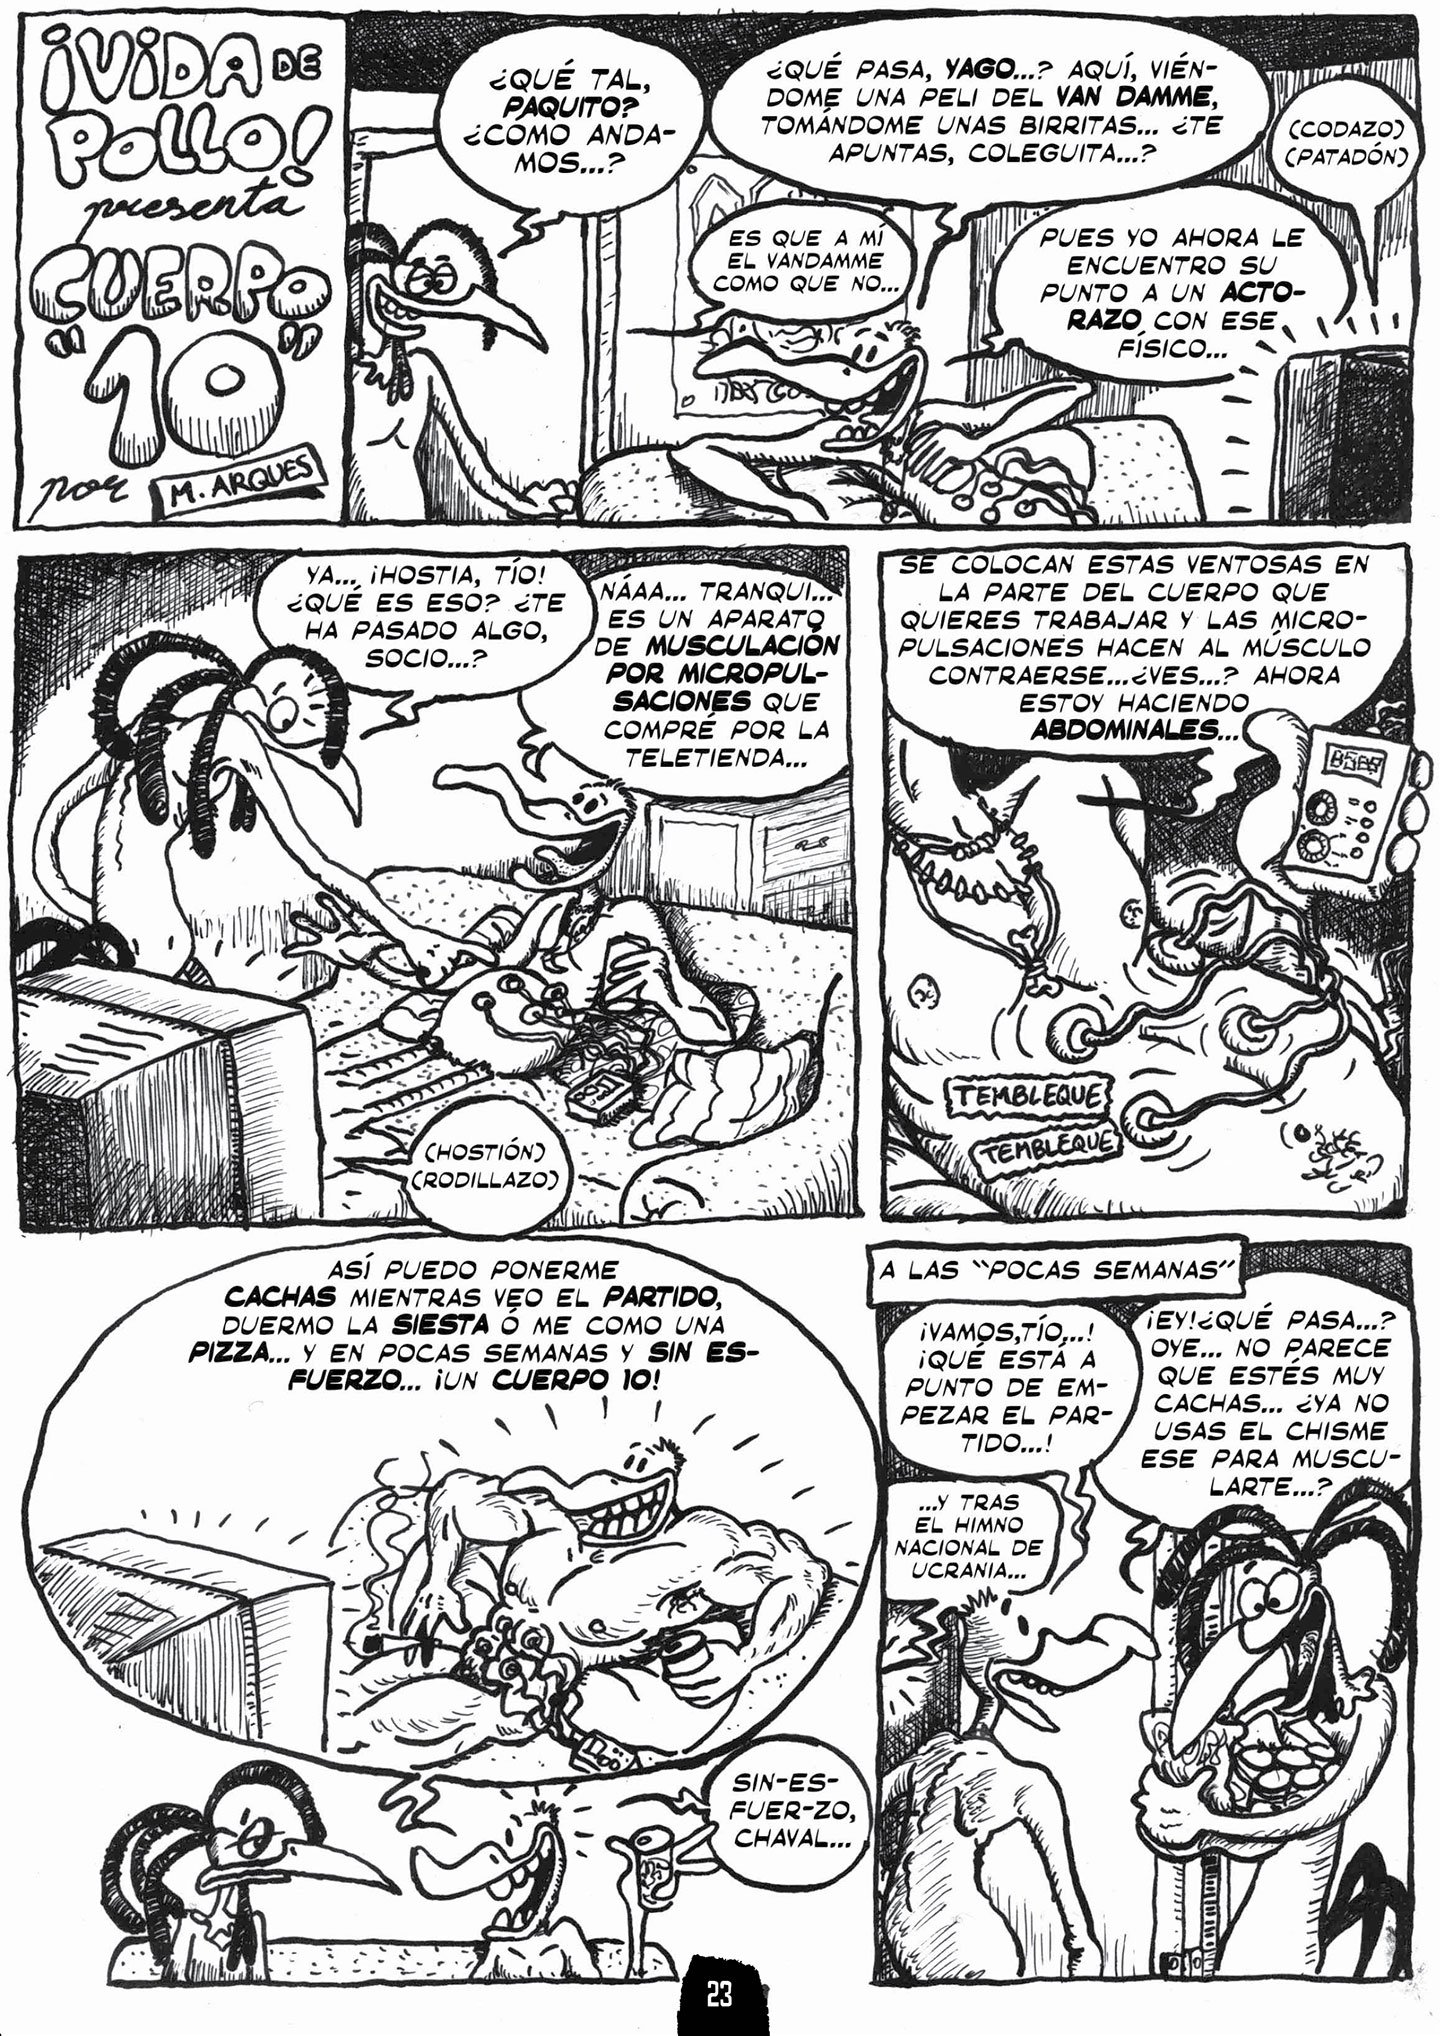 ¡VIDA DE
POLLO!
presenta
CUERPO
"10"
por M. ARQUES
¿QUÉ TAL,
PAQUITO?
¿COMO ANDA-
MOS...?
¿QUÉ PASA, YAGO...? AQUÍ, VIÉN-
DOME UNA PELI DEL VAN DAMME,
TOMÁNDOME UNAS BIRRITAS... ¿TE
APUNTAS, COLEGUITA...?
(CODAZO)
(PATADÓN)
ES QUE A MÍ
EL VANDAMME
COMO QUE NO...
PUES YO AHORA LE
ENCUENTRO SU
PUNTO A UN ACTO-
RAZO CON ESE
FÍSICO...
YA... ¡HOSTIA, TÍO!
¿QUÉ ES ESO? ¿TE
HA PASADO ALGO,
SOCIO...?
NÁAA... TRANQUI...
ES UN APARATO
DE MUSCULACIÓN
POR MICROPUL-
SACIONES QUE
COMPRÉ POR LA
TELETIENDA...
(HOSTIÓN)
(RODILLAZO)
SE COLOCAN ESTAS VENTOSAS EN
LA PARTE DEL CUERPO QUE
QUIERES TRABAJAR Y LAS MICRO-
PULSACIONES HACEN AL MÚSCULO
CONTRAERSE...¿VES...? AHORA
ESTOY HACIENDO
ABDOMINALES...
TEMBLEQUE
TEMBLEQUE
ASÍ PUEDO PONERME
CACHAS MIENTRAS VEO EL PARTIDO,
DUERMO LA SIESTA Ó ME COMO UNA
PIZZA... Y EN POCAS SEMANAS Y SIN ES-
FUERZO... ¡UN CUERPO 10!
SIN-ES-
FUER-ZO,
CHAVAL...
A LAS "POCAS SEMANAS"
¡VAMOS,TÍO,..!
¡QUÉ ESTÁ A
PUNTO DE EM-
PEZAR EL PAR-
TIDO...!
¡EY!¿QUÉ PASA...?
OYE... NO PARECE
QUE ESTÉS MUY
CACHAS... ¿YA NO
USAS EL CHISME
ESE PARA MUSCU-
LARTE...?
...Y TRAS
EL HIMNO
NACIONAL DE
UCRANIA...
23